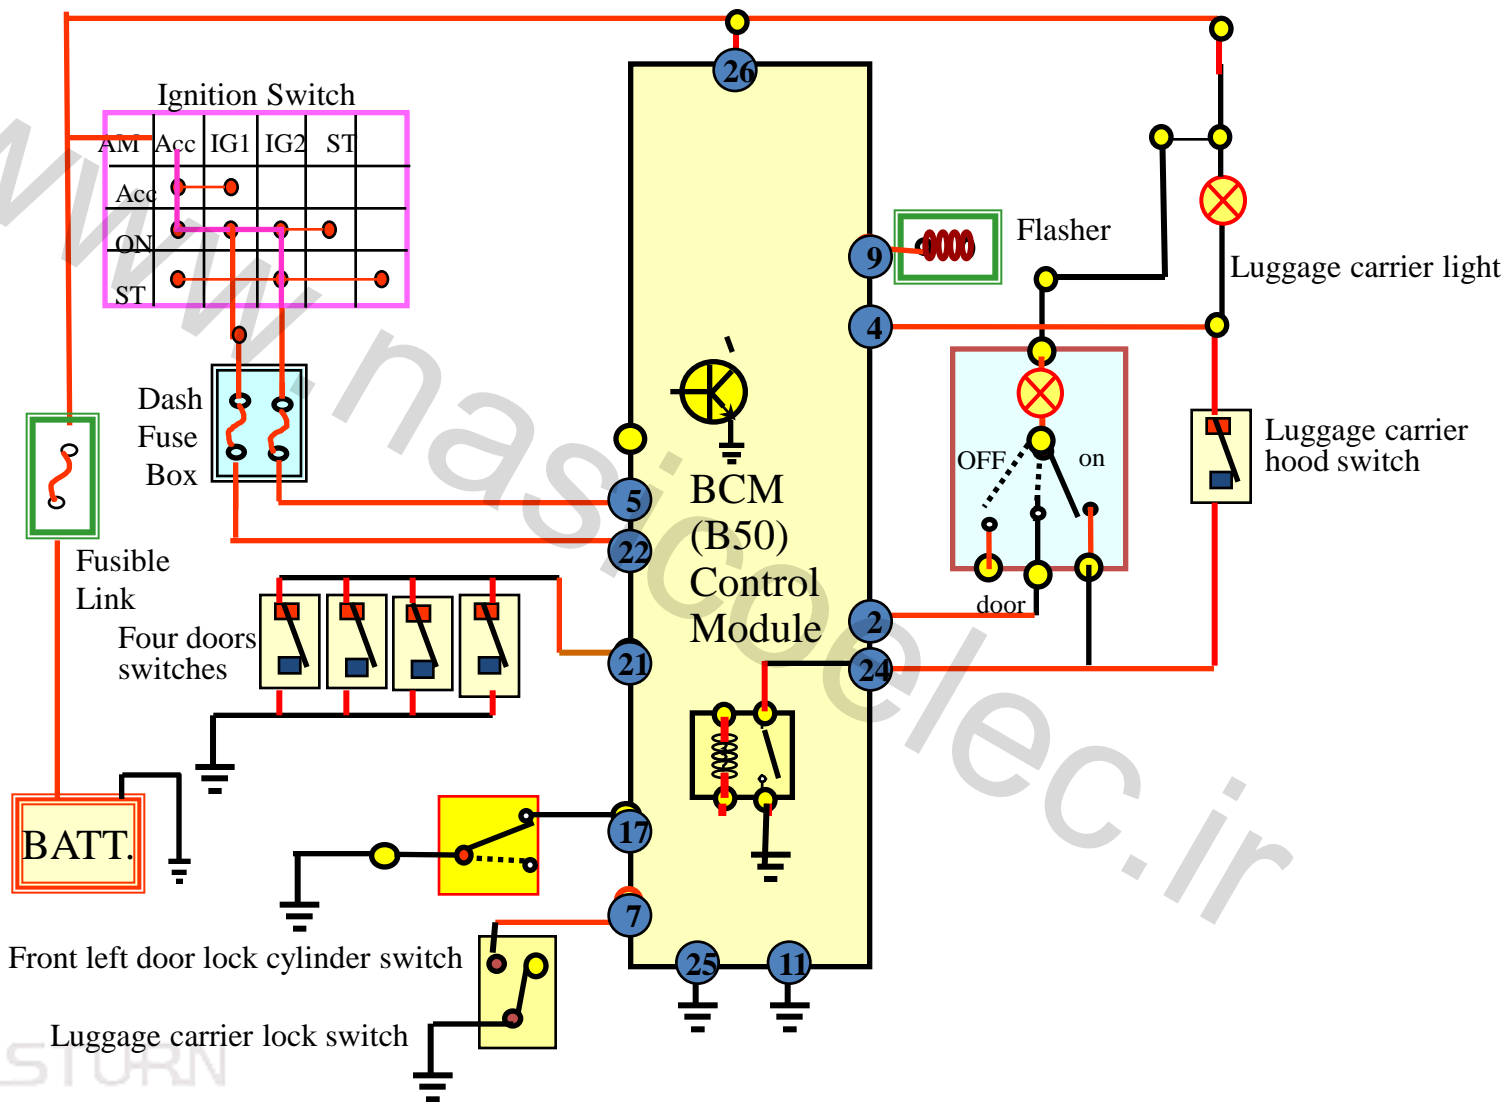 26
Ignition Switch
AM Acc IG1 IG2 ST
Acc
ON
ST
Flasher
9
Luggage carrier light
4
Dash
Fuse
Box
OFF
on
Luggage carrier
hood switch
5
22
BCM
(B50)
Control
Module
Fusible
Link
door
2
Four doors
switches
21
24
BATT.
17
7
Front left door lock cylinder switch
25
11
Luggage carrier lock switch
www.nasicoelec.ir
STURN